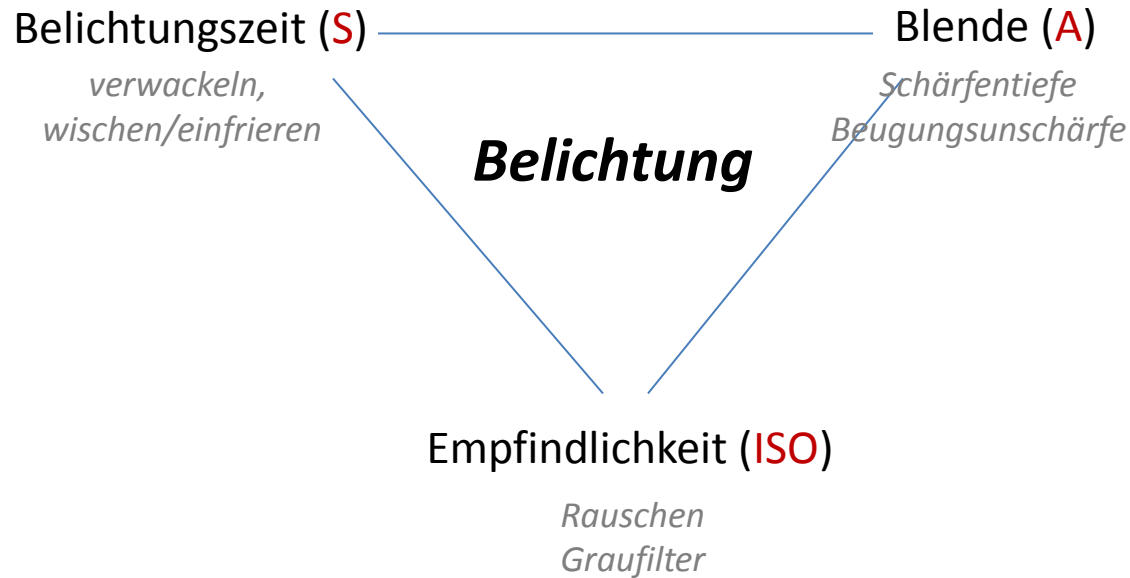 Belichtungszeit (S)
verwackeln,
wischen/einfrieren
Blende (A)
Schärfentiefe
Beugungsunschärfe
Belichtung
Empfindlichkeit (ISO)
Rauschen
Graufilter